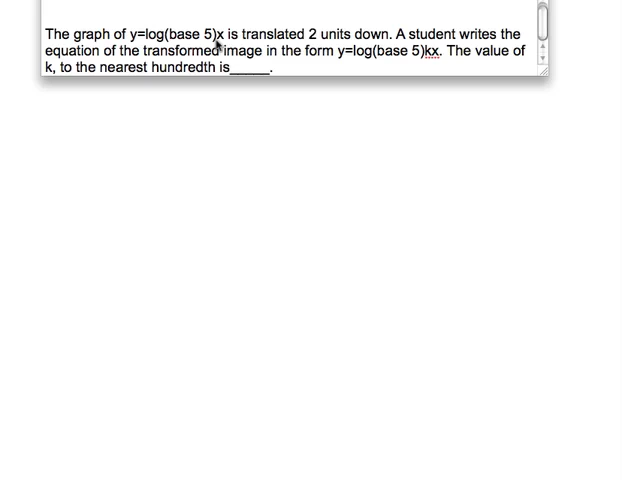 The graph of y=log(base 5)x is translated 2 units down. A student writes the
equation of the transformed image in the form y=log(base 5)kx. The value of
k, to the nearest hundredth is_____.